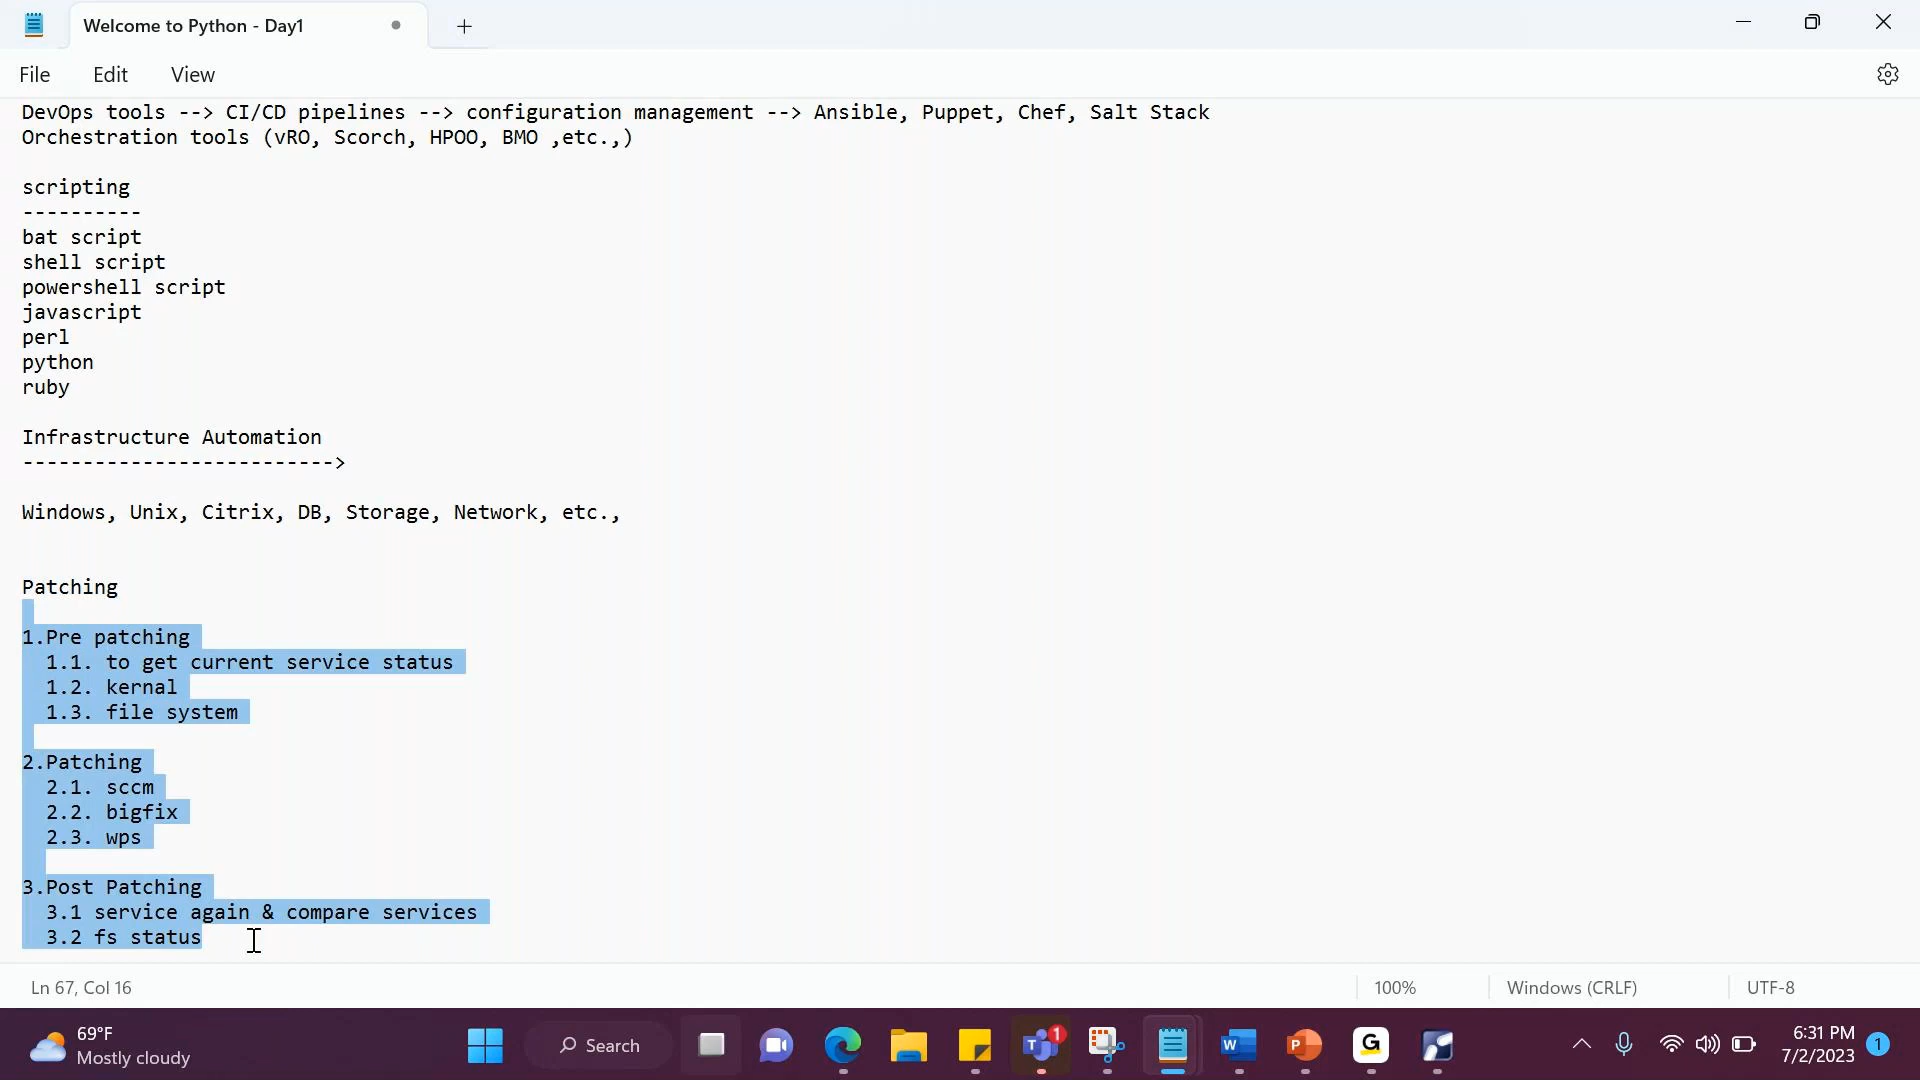 Welcome to Python - Day1
File Edit View
DevOps tools --> CI/CD pipelines --> configuration management --> Ansible, Puppet, Chef, Salt Stack
Orchestration tools (vRO, Scorch, HPOO, BMO ,etc.,)
scripting
----------
bat script
shell script
powershell script
javascript
perl
python
ruby
Infrastructure Automation
-------------------------->
Windows, Unix, Citrix, DB, Storage, Network, etc.,
Patching
1.Pre patching
1.1. to get current service status
1.2. kernal
1.3. file system
2.Patching
2.1. sccm
2.2. bigfix
2.3. wps
3.Post Patching
3.1 service again & compare services
3.2 fs status
Ln 67, Col 16 100% Windows (CRLF) UTF-8
69°F
Mostly cloudy
Search
1
6:31 PM
7/2/2023
1